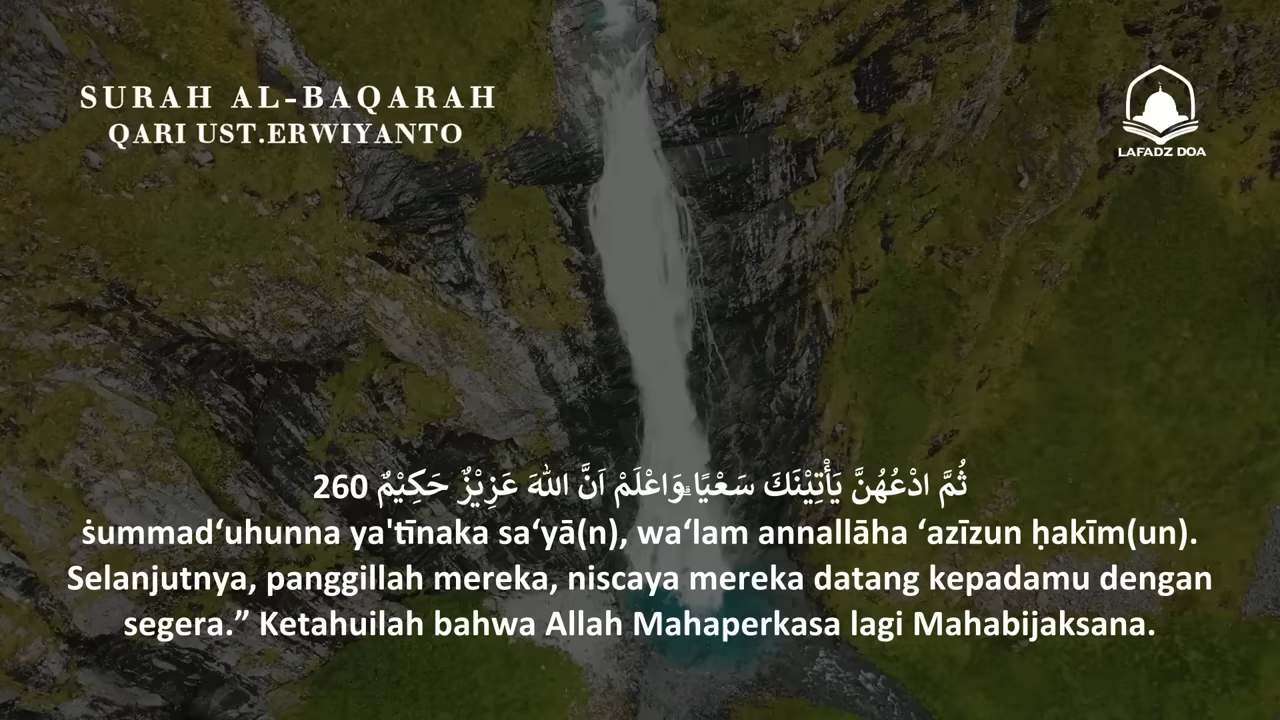 SURAH AL-BAQARAH
QARI UST.ERWIYANTO
LAFADZ DOA
ثُمَّ ادْعُهُنَّ يَأْتِيْنَكَ سَعْيًا ۗوَاعْلَمْ اَنَّ اللّٰهَ عَزِيْزٌ حَكِيْمٌ 260
ṡummad‘uhunna ya'tīnaka sa‘yā(n), wa‘lam annallāha ‘azīzun ḥakīm(un).
Selanjutnya, panggillah mereka, niscaya mereka datang kepadamu dengan
segera.” Ketahuilah bahwa Allah Mahaperkasa lagi Mahabijaksana.